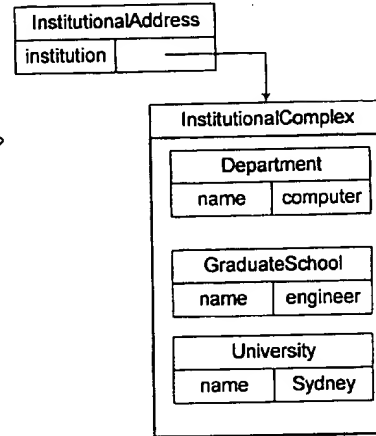 InstitutionalAddress
institution
InstitutionalComplex
Department
name computer
GraduateSchool
name engineer
University
name Sydney